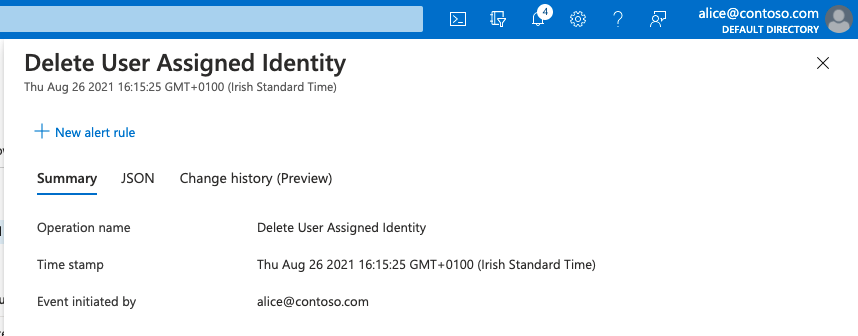 4
alice@contoso.com
DEFAULT DIRECTORY
Delete User Assigned Identity
Thu Aug 26 2021 16:15:25 GMT+0100 (Irish Standard Time)
New alert rule
Summary JSON Change history (Preview)
Operation name Delete User Assigned Identity
Time stamp Thu Aug 26 2021 16:15:25 GMT+0100 (Irish Standard Time)
Event initiated by alice@contoso.com